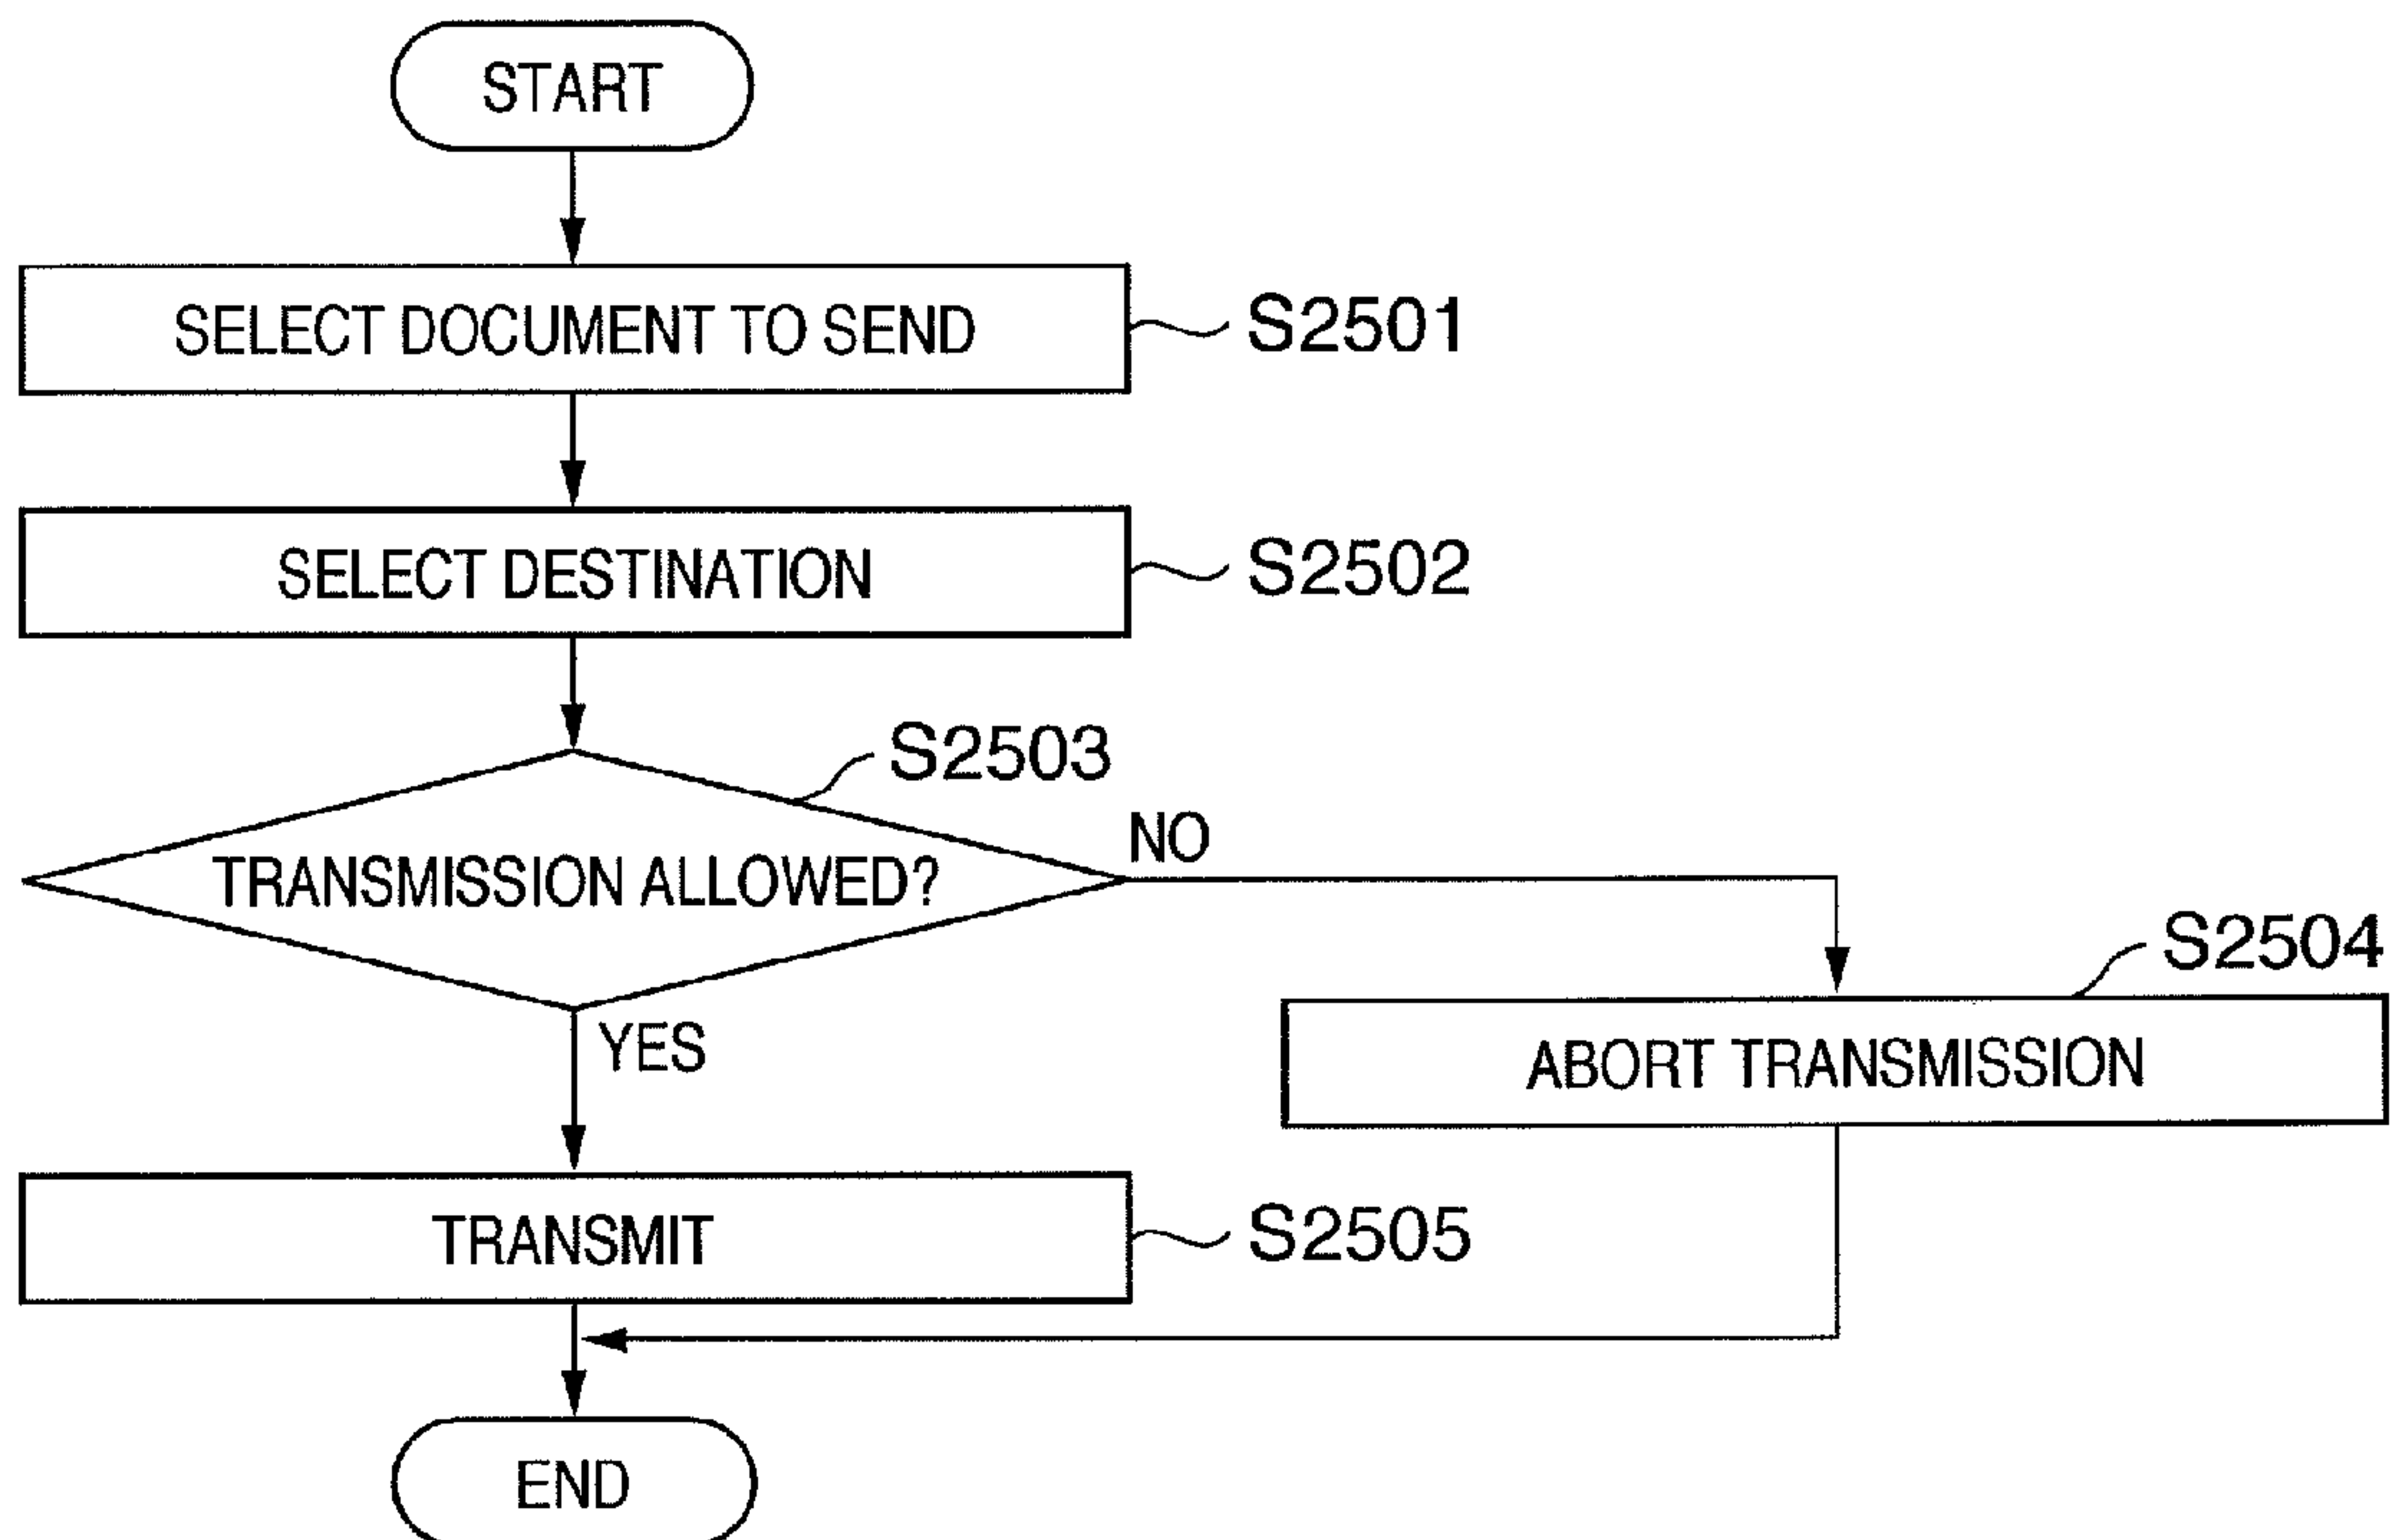 START
SELECT DOCUMENT TO SEND
S2501
SELECT DESTINATION
S2502
S2503
TRANSMISSION ALLOWED?
NO
YES
S2504
ABORT TRANSMISSION
TRANSMIT
S2505
END